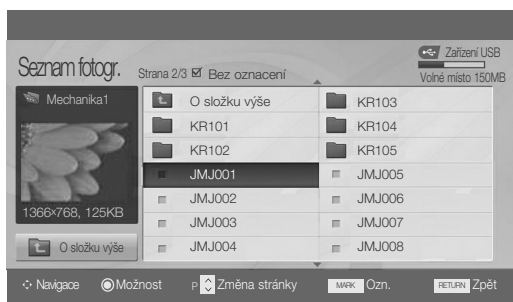 Seznam fotogr.
Strana 2/3
Bez oznacení
Zařízení USB
Volné místo 150MB
Mechanika1
1366×768, 125KB
O složku výše
O složku výše
KR101
KR102
JMJ001
JMJ002
JMJ003
JMJ004
KR103
KR104
KR105
JMJ005
JMJ006
JMJ007
JMJ008
Navigace
Možnost
P Změna stránky
MARK Ozn.
RETURN Zpět